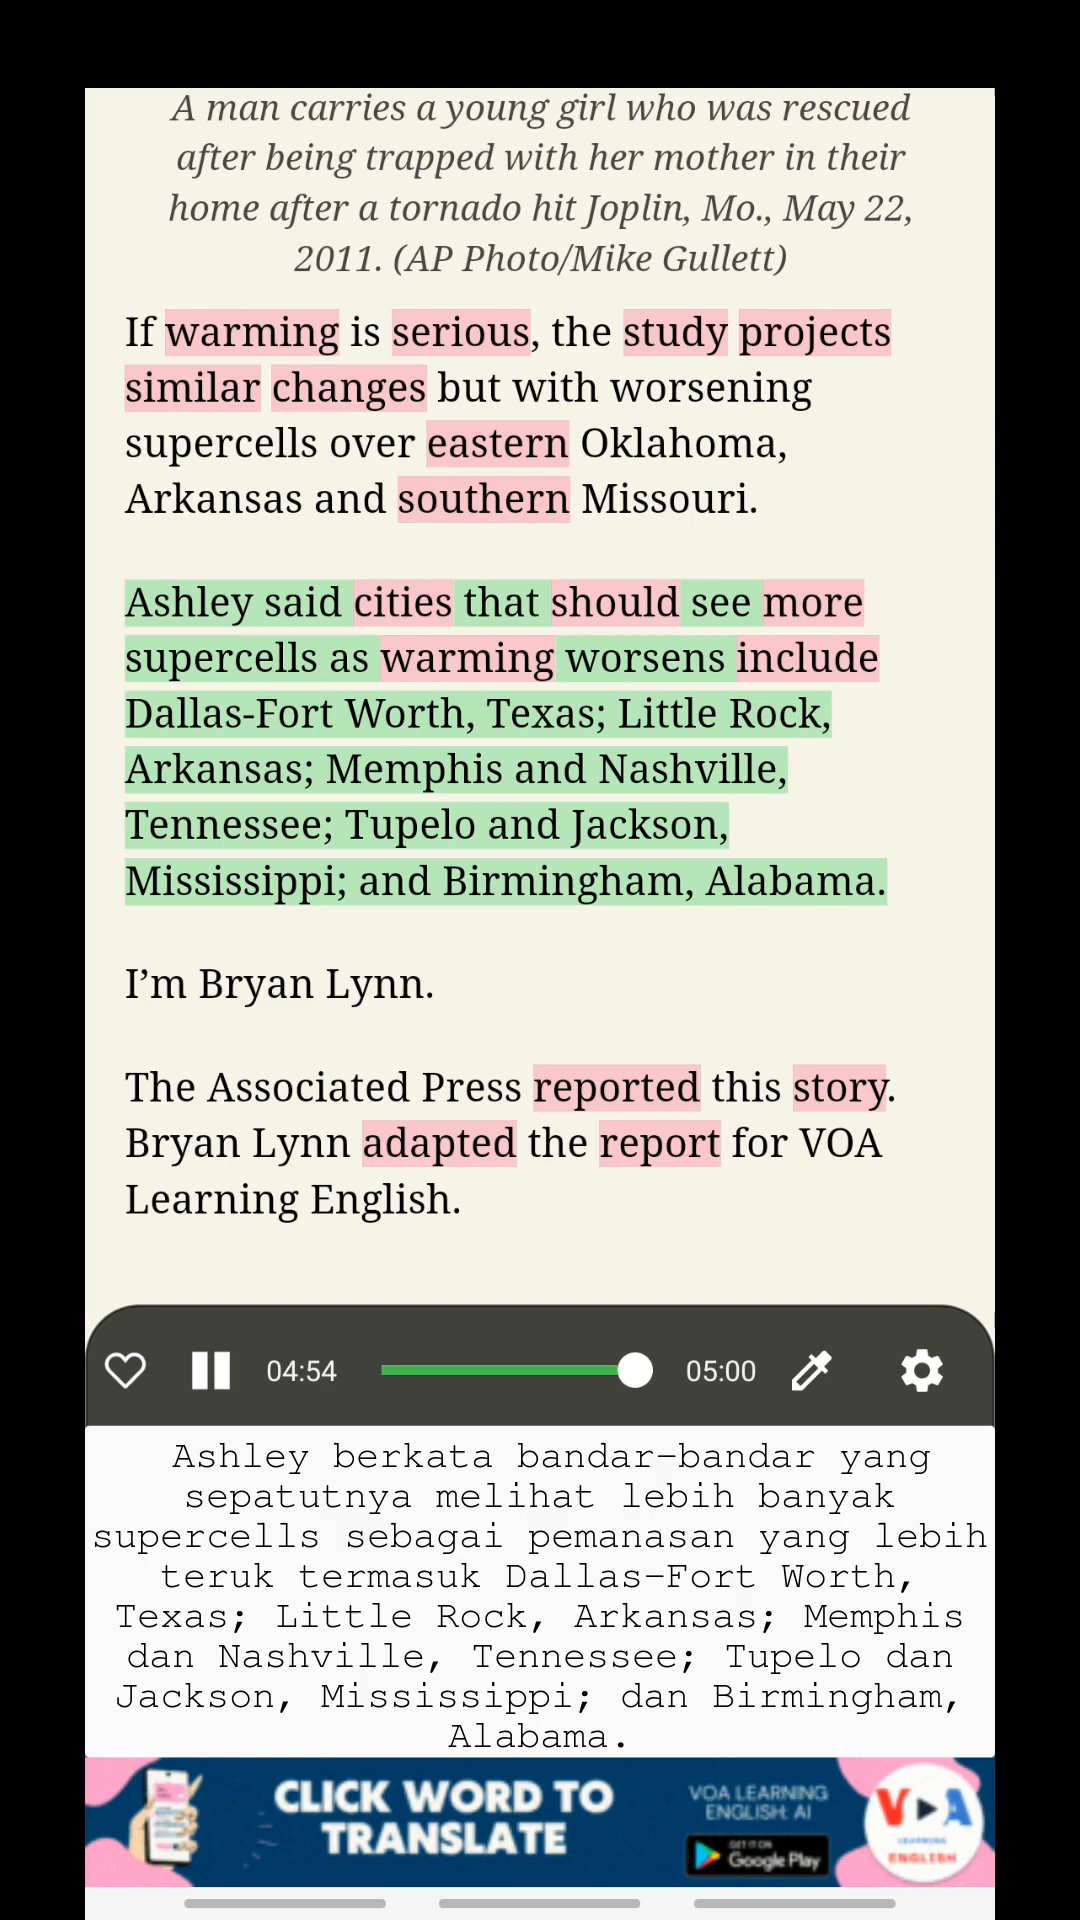 A man carries a young girl who was rescued
after being trapped with her mother in their
home after a tornado hit Joplin, Mo., May 22,
2011. (AP Photo/Mike Gullett)
If warming is serious, the study projects
similar changes but with worsening
supercells over eastern Oklahoma,
Arkansas and southern Missouri.
Ashley said cities that should see more
supercells as warming worsens include
Dallas-Fort Worth, Texas; Little Rock,
Arkansas; Memphis and Nashville,
Tennessee; Tupelo and Jackson,
Mississippi; and Birmingham, Alabama.
I’m Bryan Lynn.
The Associated Press reported this story.
Bryan Lynn adapted the report for VOA
Learning English.
04:54
05:00
Ashley berkata bandar-bandar yang
sepatutnya melihat lebih banyak
supercells sebagai pemanasan yang lebih
teruk termasuk Dallas-Fort Worth,
Texas; Little Rock, Arkansas; Memphis
dan Nashville, Tennessee; Tupelo dan
Jackson, Mississippi; dan Birmingham,
Alabama.
CLICK WORD TO
TRANSLATE
VOA LEARNING
ENGLISH: AI
GET IT ON
Google Play
VOA
LEARNING
ENGLISH